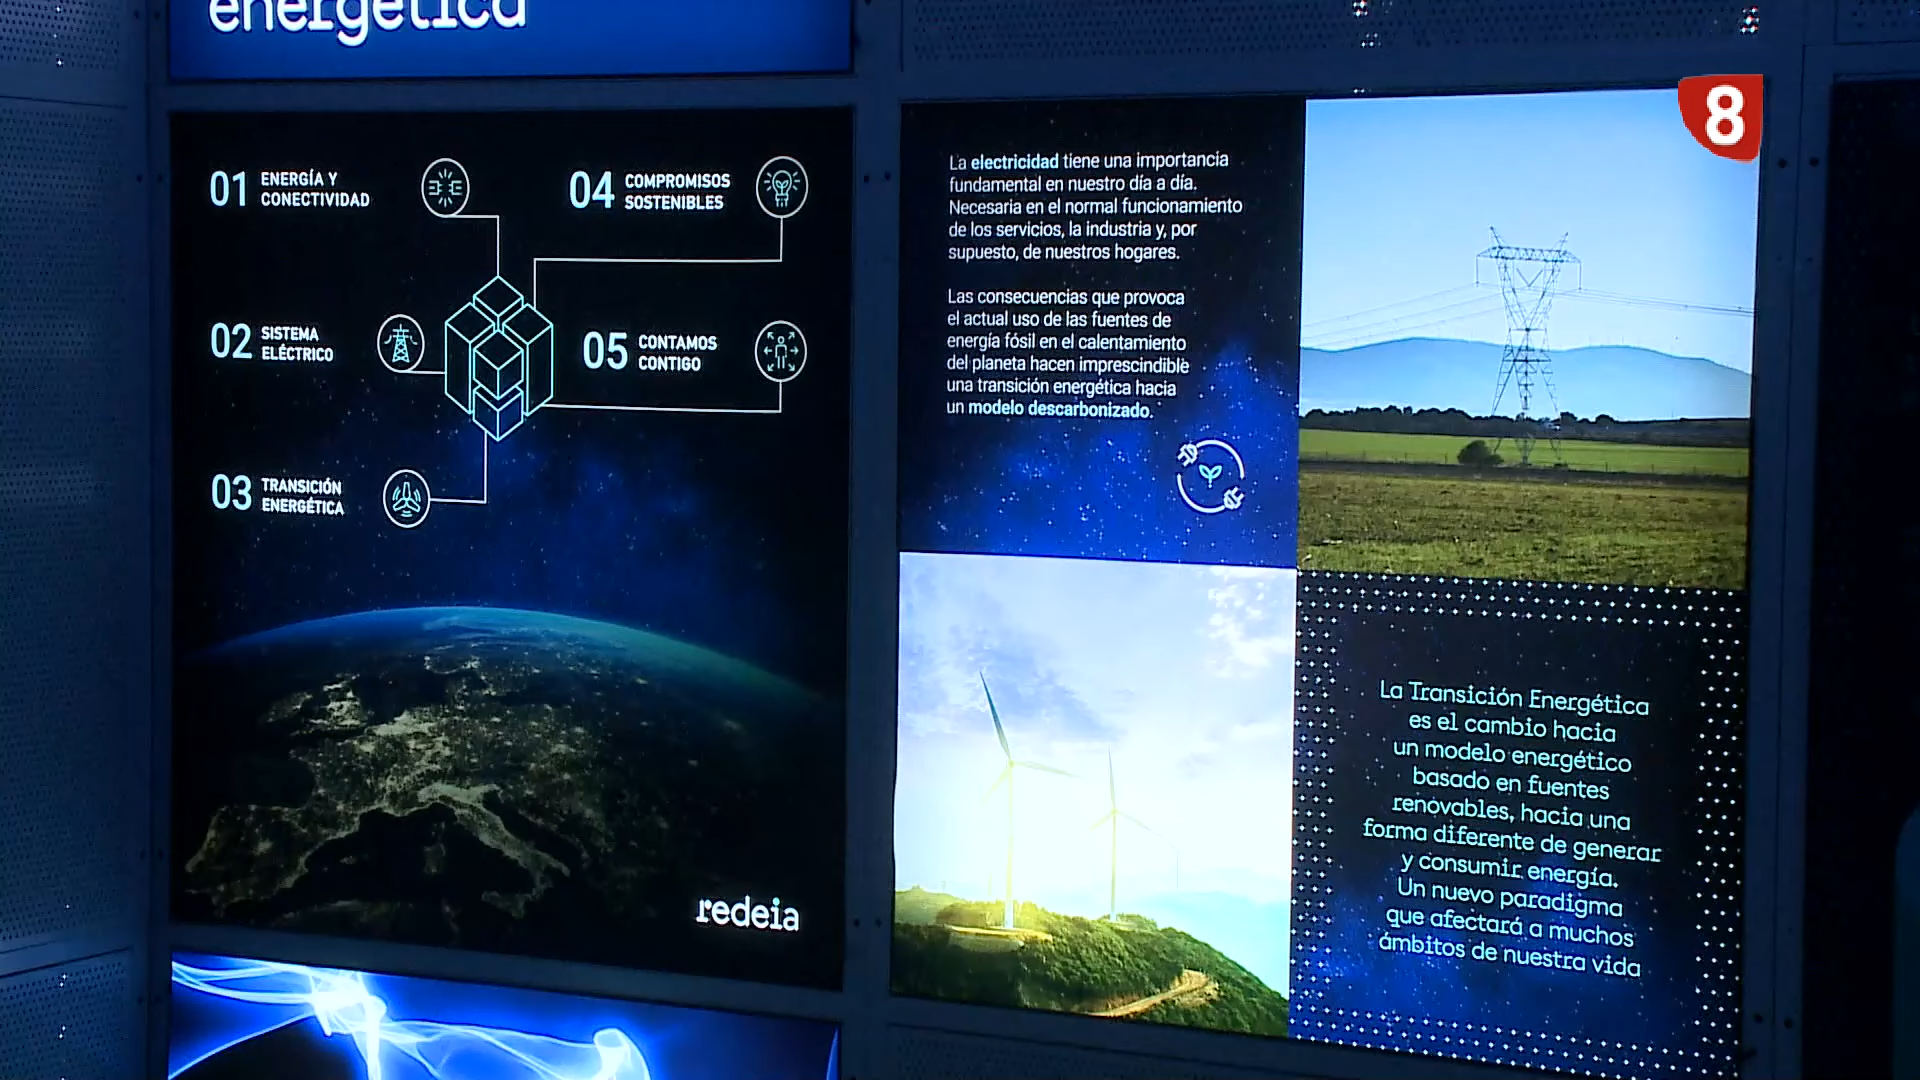 energética
01 ENERGÍA Y
CONECTIVIDAD
02 SISTEMA
ELÉCTRICO
03 TRANSICIÓN
ENERGÉTICA
04 COMPROMISOS
SOSTENIBLES
05 CONTAMOS
CONTIGO
redeia
La electricidad tiene una importancia
fundamental en nuestro día a día.
Necesaria en el normal funcionamiento
de los servicios, la industria y, por
supuesto, de nuestros hogares.
Las consecuencias que provoca
el actual uso de las fuentes de
energía fósil en el calentamiento
del planeta hacen imprescindible
una transición energética hacia
un modelo descarbonizado.
8
La Transición Energética
es el cambio hacia
un modelo energético
basado en fuentes
renovables, hacia una
forma diferente de generar
y consumir energía.
Un nuevo paradigma
que afectará a muchos
ámbitos de nuestra vida